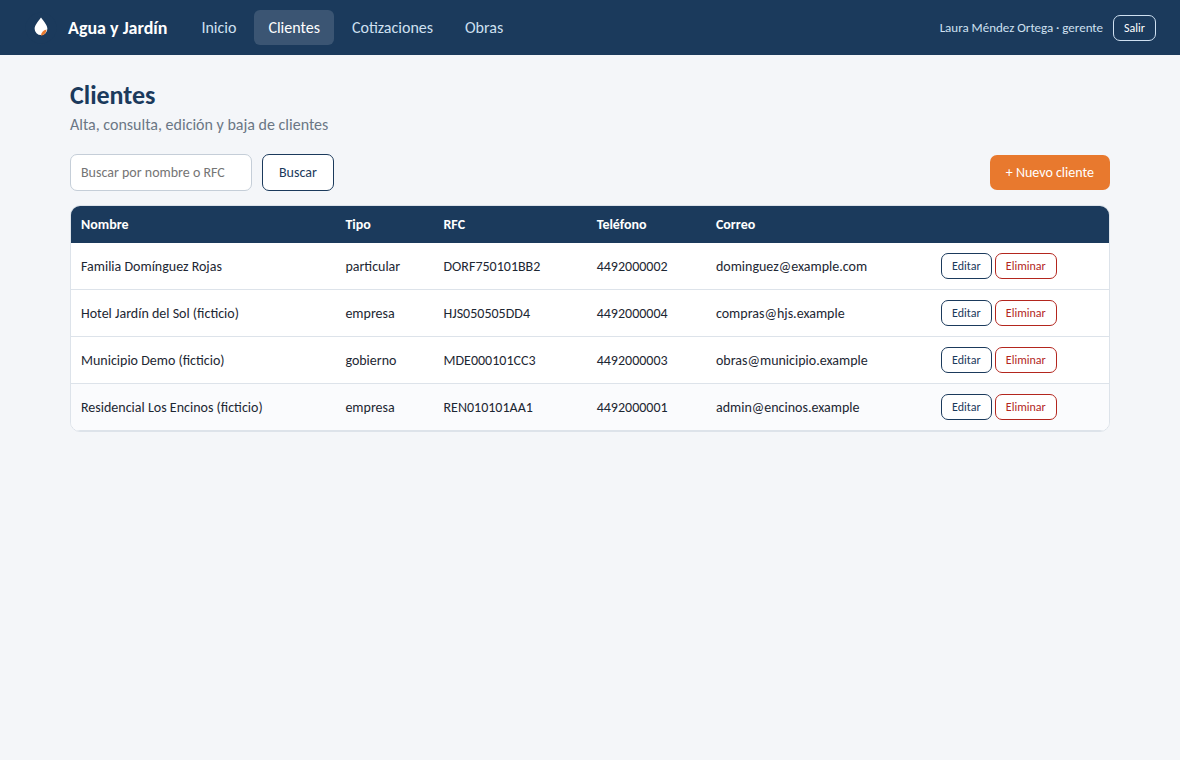 Agua y Jardín Inicio Clientes Cotizaciones Obras Laura Méndez Ortega · gerente Salir
Clientes
Alta, consulta, edición y baja de clientes
Buscar por nombre o RFC Buscar + Nuevo cliente
Nombre Tipo RFC Teléfono Correo
Familia Domínguez Rojas particular DORF750101BB2 4492000002 dominguez@example.com Editar Eliminar
Hotel Jardín del Sol (ficticio) empresa HJS050505DD4 4492000004 compras@hjs.example Editar Eliminar
Municipio Demo (ficticio) gobierno MDE000101CC3 4492000003 obras@municipio.example Editar Eliminar
Residencial Los Encinos (ficticio) empresa REN010101AA1 4492000001 admin@encinos.example Editar Eliminar